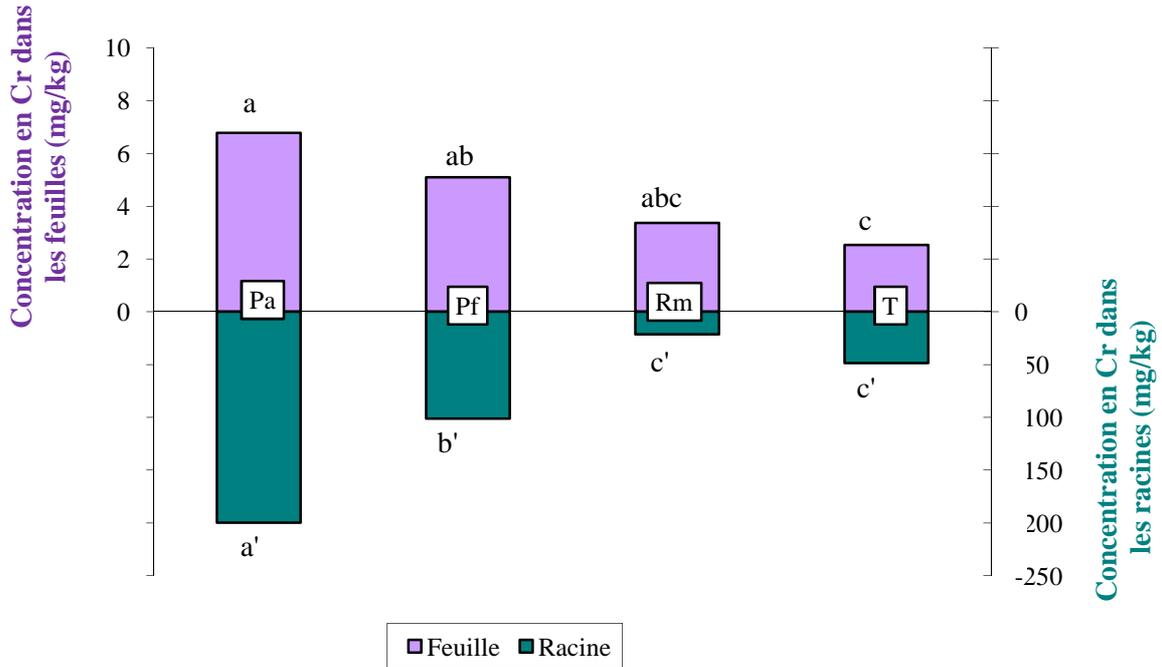 Concentration en Cr dans
les feuilles (mg/kg)
10
8
6
4
2
0
a
ab
abc
c
Pa
Pf
Rm
T
a'
b'
c'
c'
0
50
100
150
200
-250
Concentration en Cr dans
les racines (mg/kg)
Feuille Racine